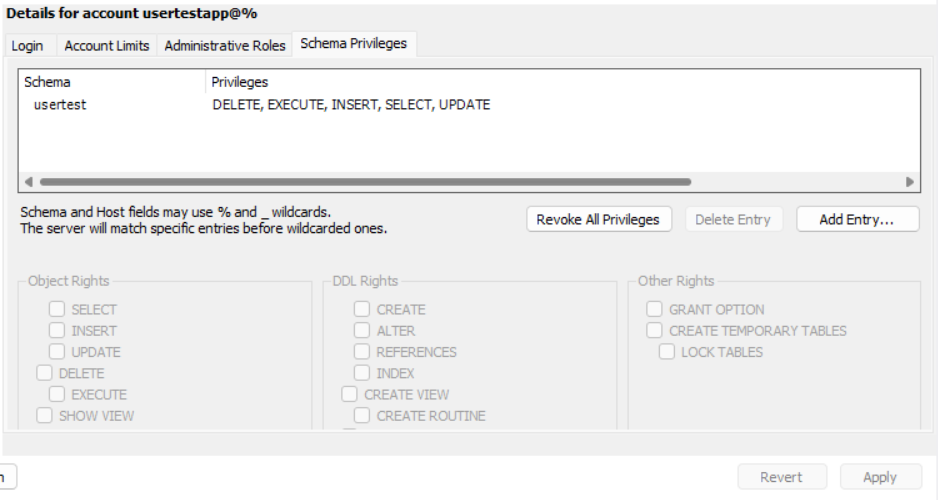 Details for account usertestapp@%
Login Account Limits Administrative Roles Schema Privileges
Schema Privileges
usertest DELETE, EXECUTE, INSERT, SELECT, UPDATE
Schema and Host fields may use % and _ wildcards.
The server will match specific entries before wildcarded ones.
Revoke All Privileges Delete Entry Add Entry...
Object Rights
SELECT
INSERT
UPDATE
DELETE
EXECUTE
SHOW VIEW
DDL Rights
CREATE
ALTER
REFERENCES
INDEX
CREATE VIEW
CREATE ROUTINE
Other Rights
GRANT OPTION
CREATE TEMPORARY TABLES
LOCK TABLES
Revert Apply